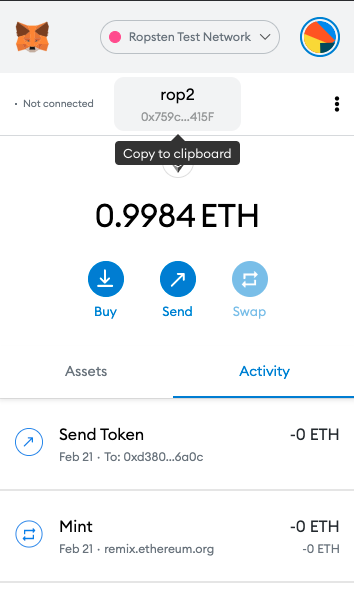 Ropsten Test Network
• Not connected
rop2
0x759c...415F
Copy to clipboard
0.9984 ETH
Buy
Send
Swap
Assets
Activity
Send Token
-0 ETH
Feb 21 · To: 0xd380...6a0c
Mint
-0 ETH
Feb 21 · remix.ethereum.org
-0 ETH